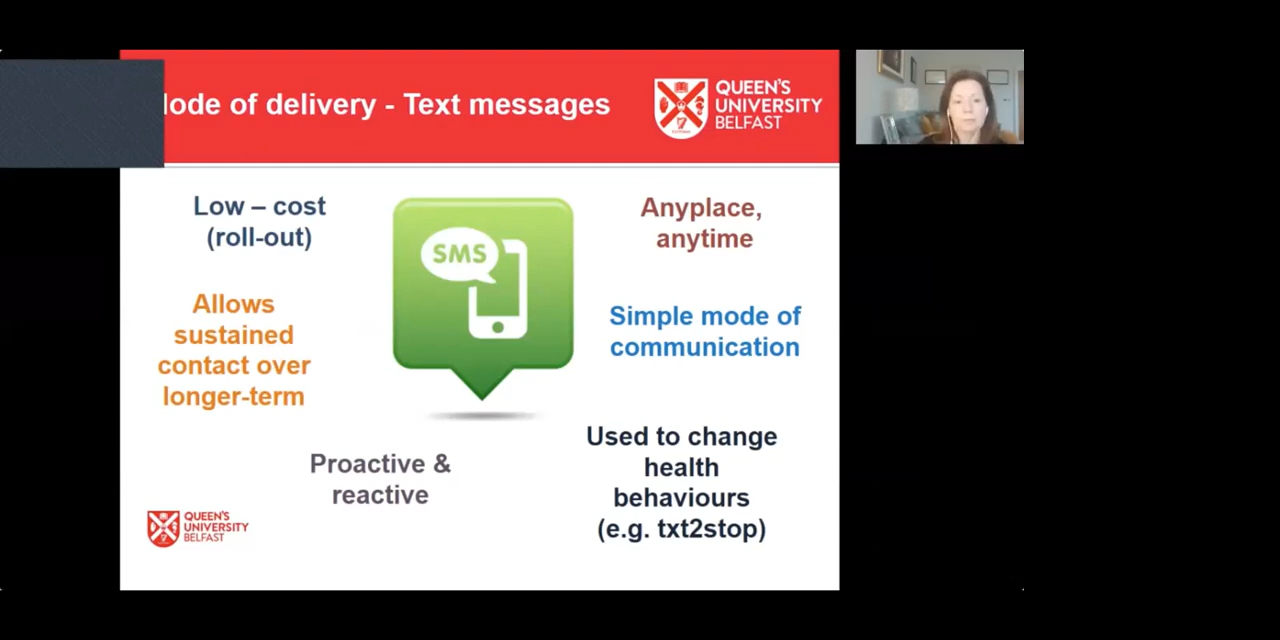 ode of delivery - Text messages
QUEEN'S
UNIVERSITY
BELFAST
Low – cost
(roll-out)
SMS
Anyplace,
anytime
Allows
sustained
contact over
longer-term
Simple mode of
communication
Proactive &
reactive
Used to change
health
behaviours
(e.g. txt2stop)
QUEEN'S
UNIVERSITY
BELFAST